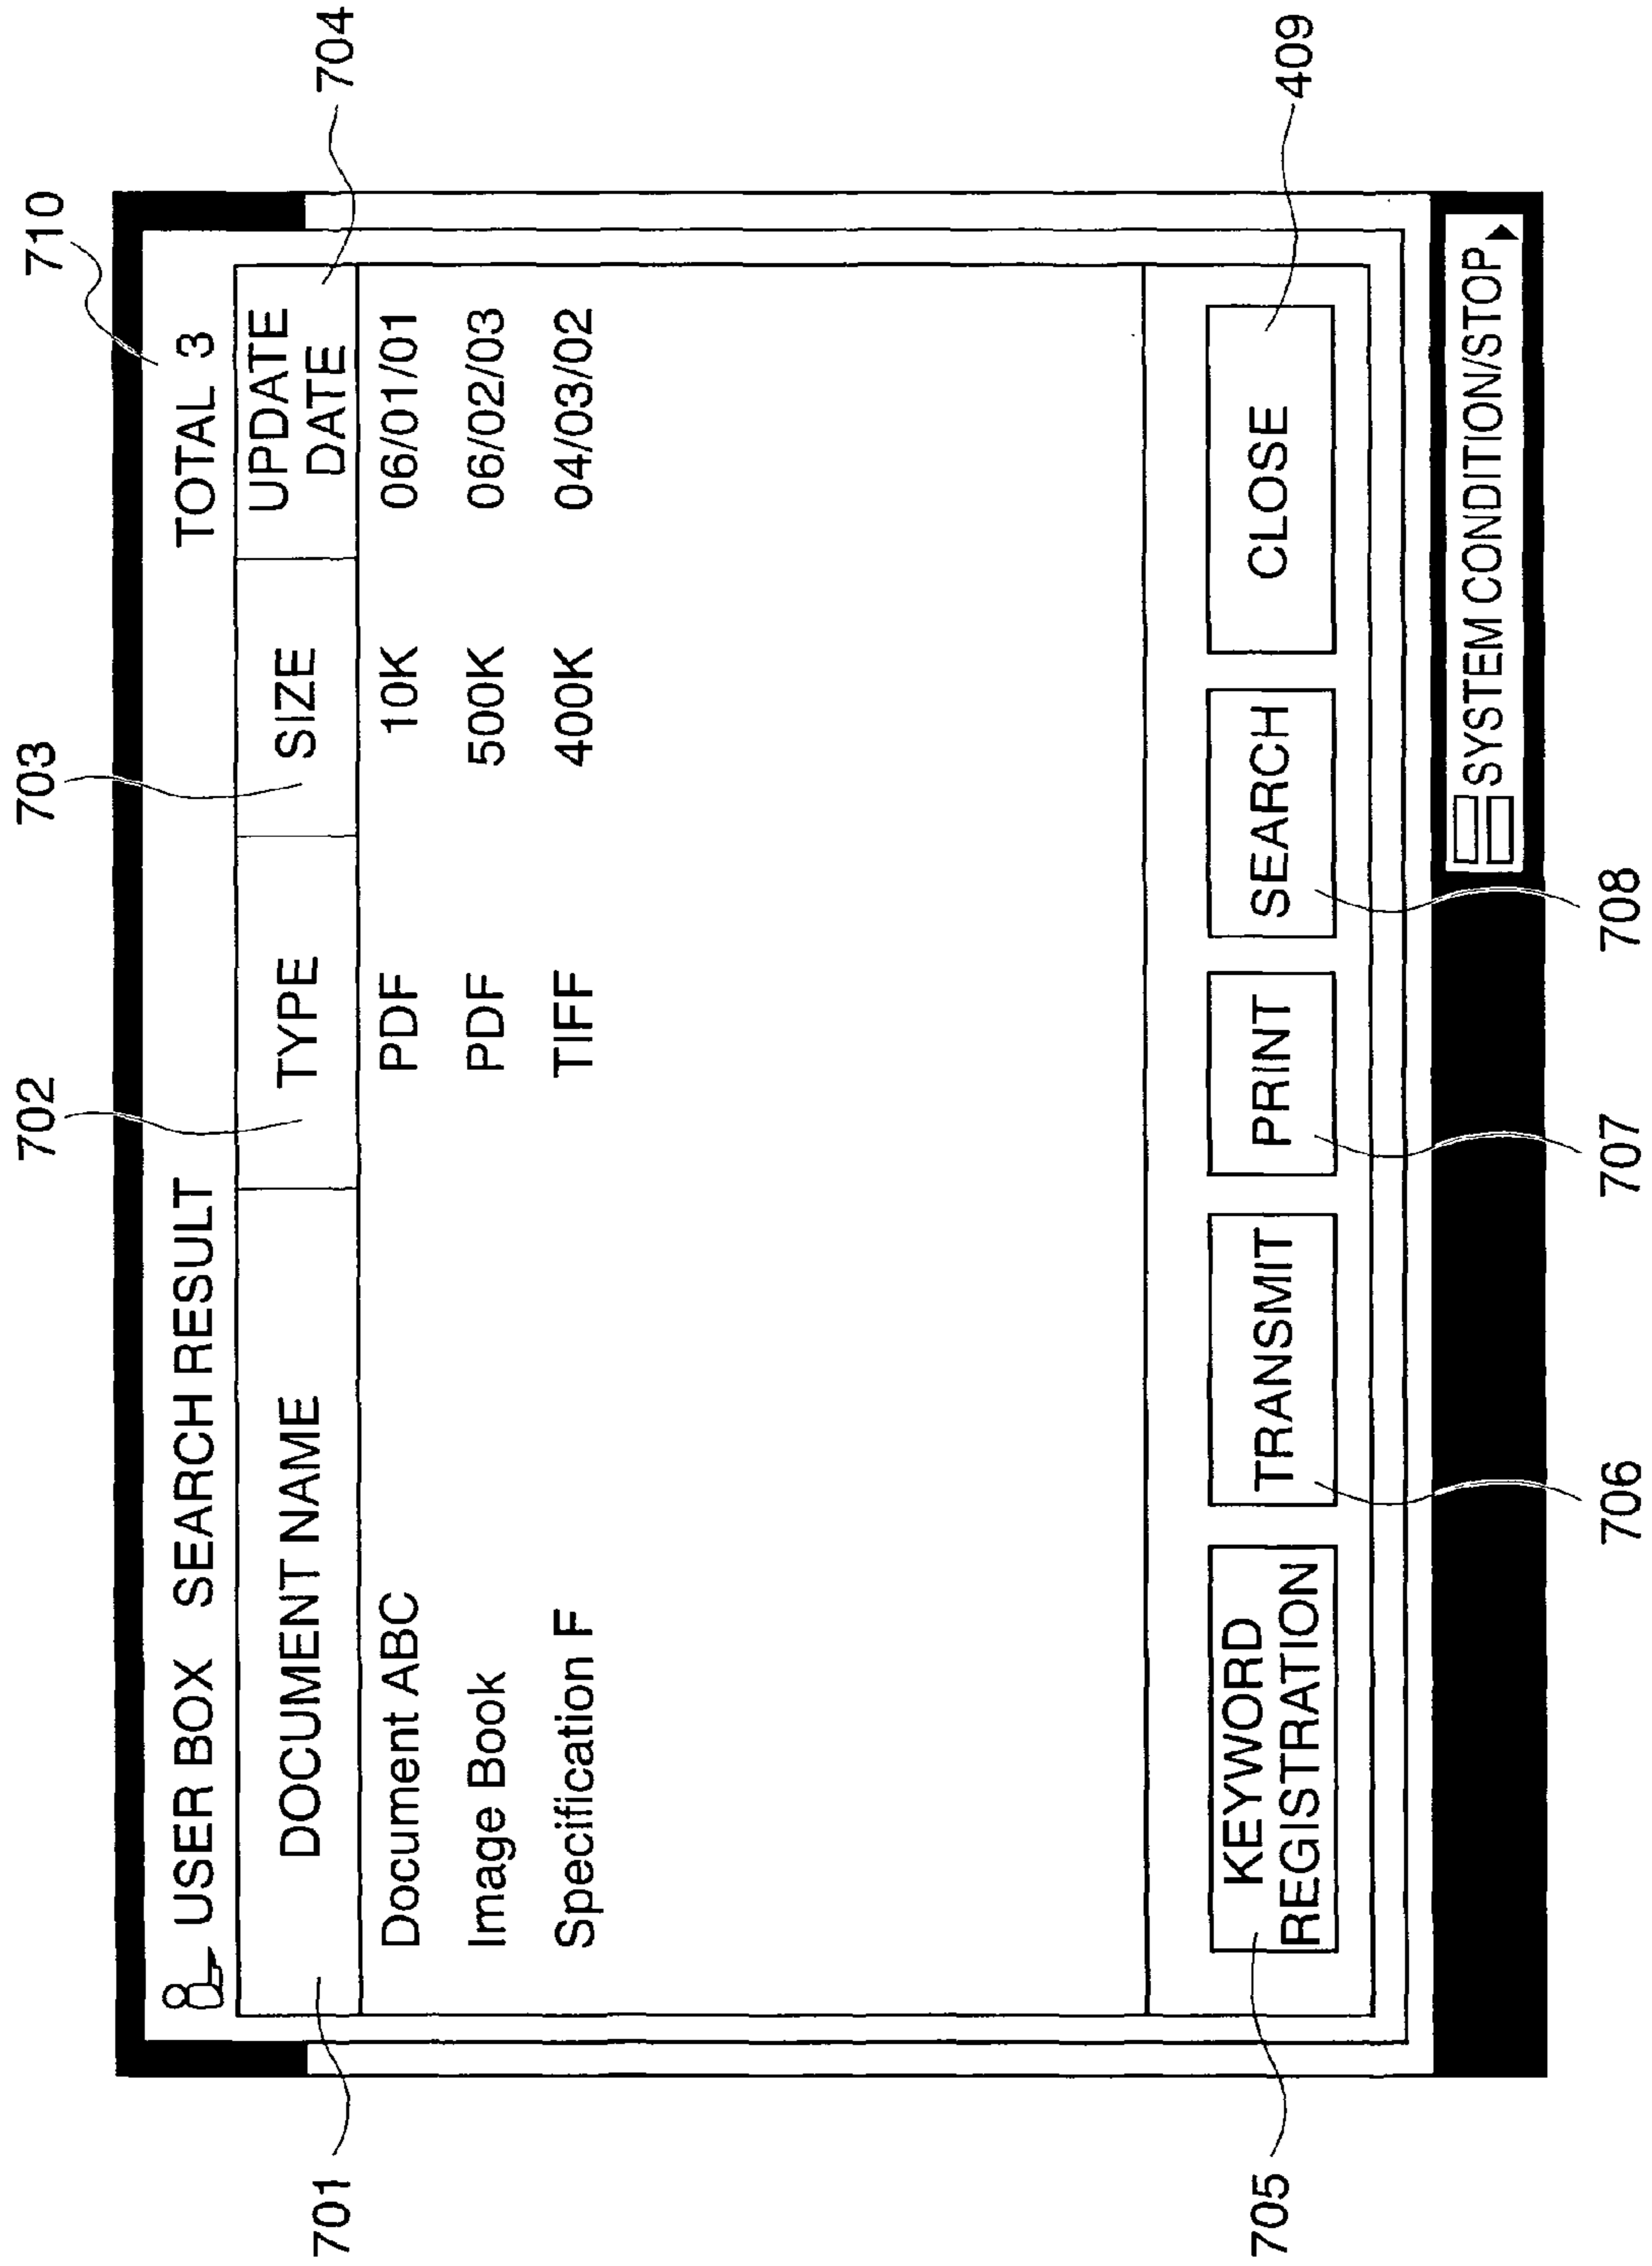 710
702 703 704
USER BOX SEARCH RESULT TOTAL 3
DOCUMENT NAME TYPE SIZE UPDATE DATE
Document ABC PDF 10K 06/01/01
Image Book PDF 500K 06/02/03
Specification F TIFF 400K 04/03/02
701
KEYWORD REGISTRATION TRANSMIT PRINT SEARCH CLOSE
705 409
SYSTEM CONDITION/STOP
706 707 708